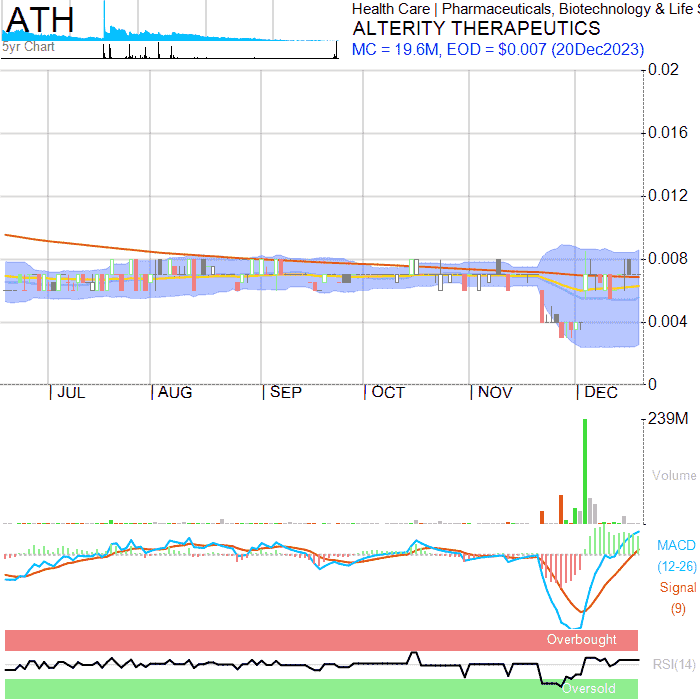 ATH
5yr Chart
Health Care | Pharmaceuticals, Biotechnology & Life
ALTERITY THERAPEUTICS
MC = 19.6M, EOD = $0.007 (20Dec2023)
0.02
0.016
0.012
0.008
0.004
0
JUL AUG SEP OCT NOV DEC
239M
Volume
MACD
(12-26)
Signal
(9)
Overbought
RSI(14)
Oversold